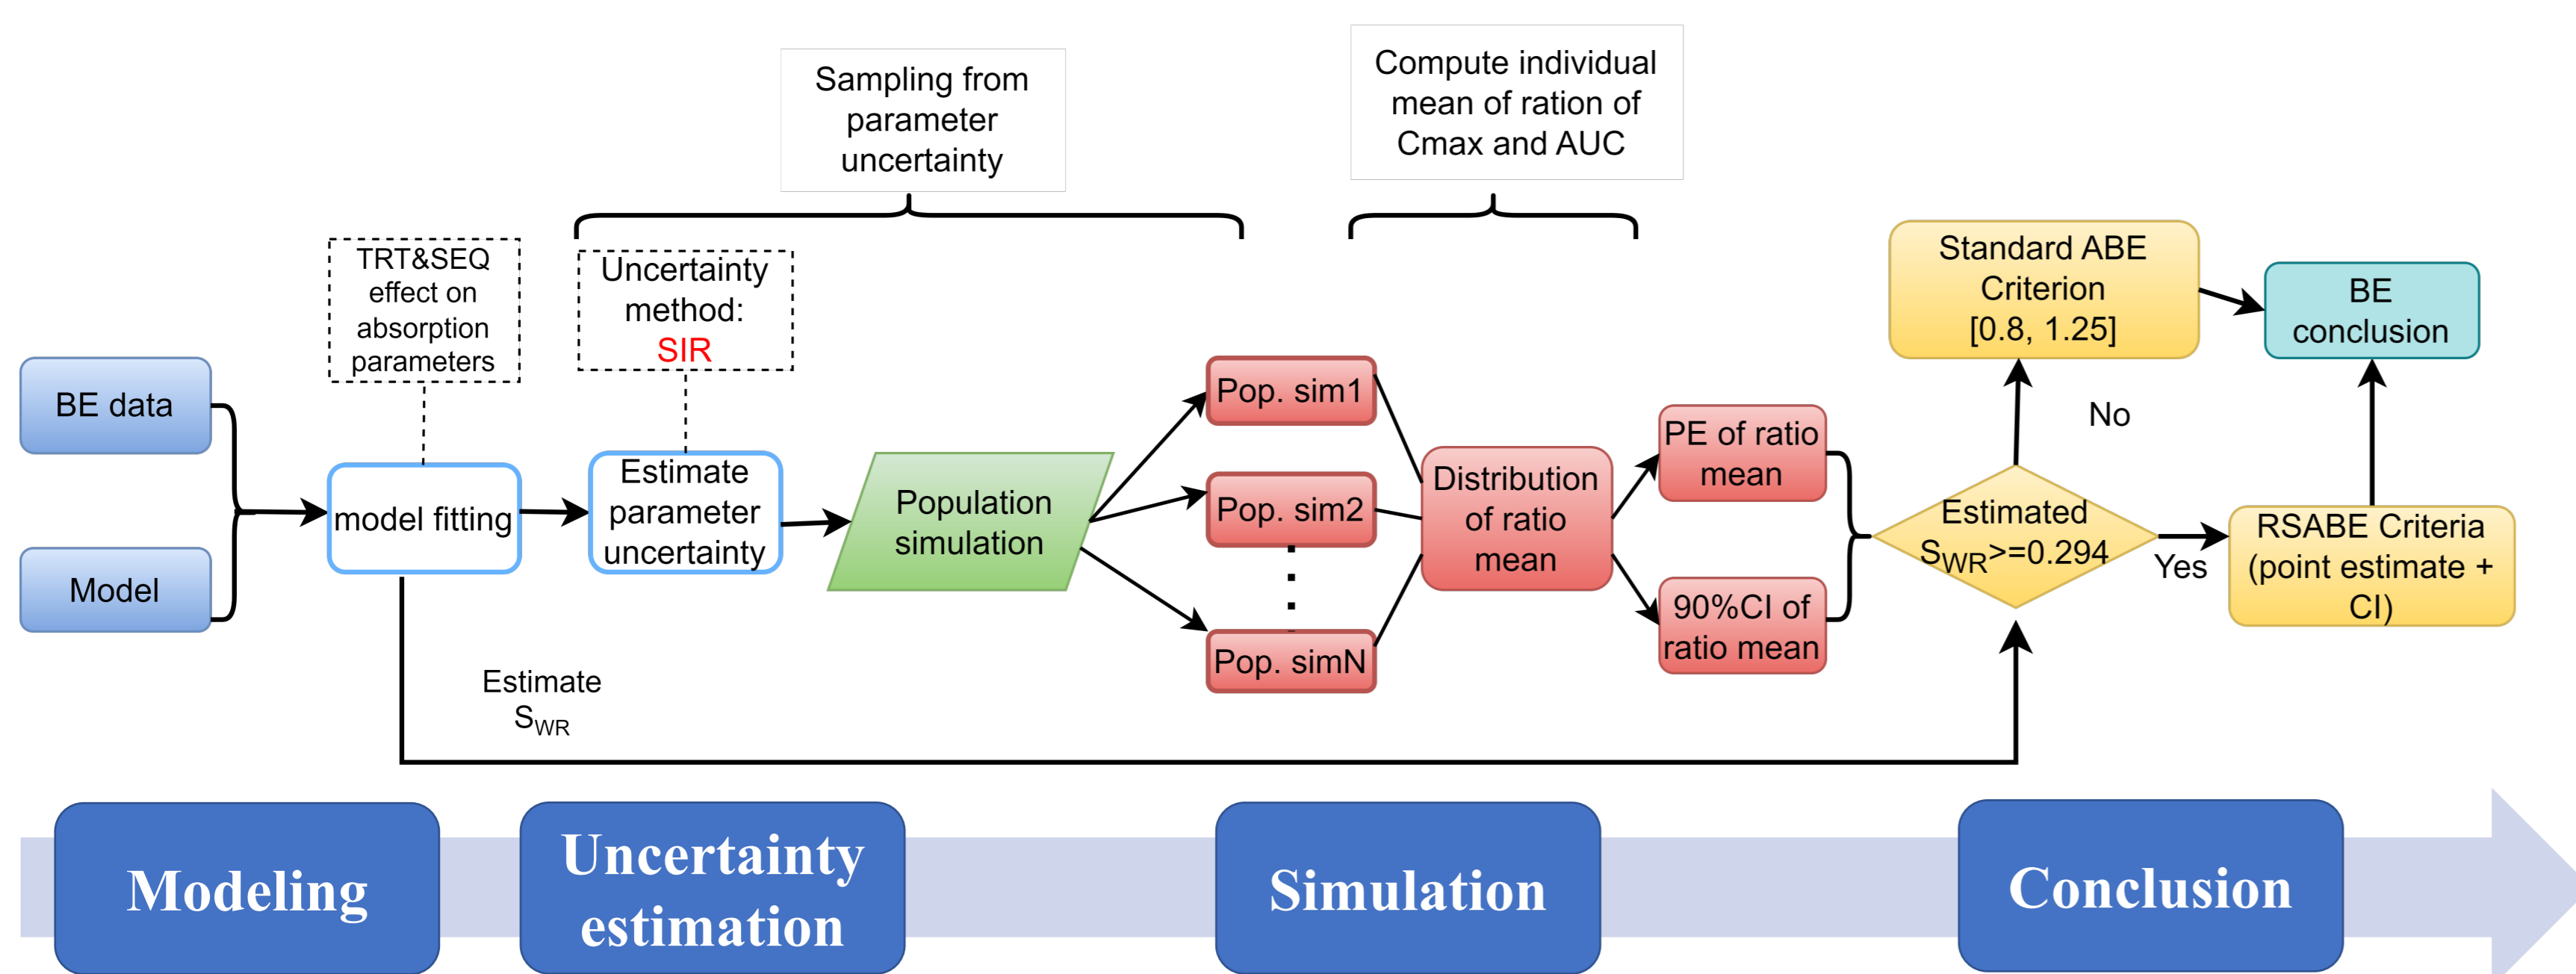 Sampling from
parameter
uncertainty
Compute individual
mean of ration of
Cmax and AUC
TRT&SEQ
effect on
absorption
parameters
Uncertainty
method:
SIR
Standard ABE
Criterion
[0.8, 1.25]
BE
conclusion
BE data
Model
model fitting
Estimate
parameter
uncertainty
Population
simulation
Pop. sim1
Pop. sim2
Pop. simN
Distribution
of ratio
mean
PE of ratio
mean
90%CI of
ratio mean
No
Estimated
SWR>=0.294
Yes
RSABE Criteria
(point estimate +
CI)
Estimate
SWR
Modeling
Uncertainty
estimation
Simulation
Conclusion